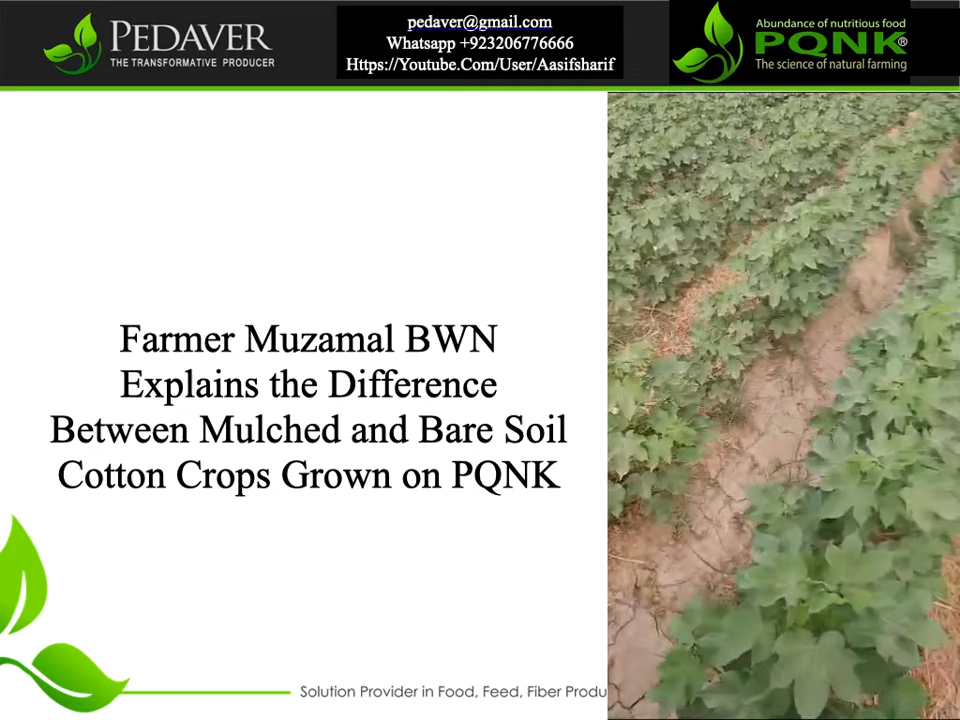 PEDAVER
THE TRANSFORMATIVE PRODUCER
pedaver@gmail.com
Whatsapp +923206776666
Https://Youtube.Com/User/Aasifsharif
Abundance of nutritious food
PQNK®
The science of natural farming
Farmer Muzamal BWN
Explains the Difference
Between Mulched and Bare Soil
Cotton Crops Grown on PQNK
Solution Provider in Food, Feed, Fiber Produ